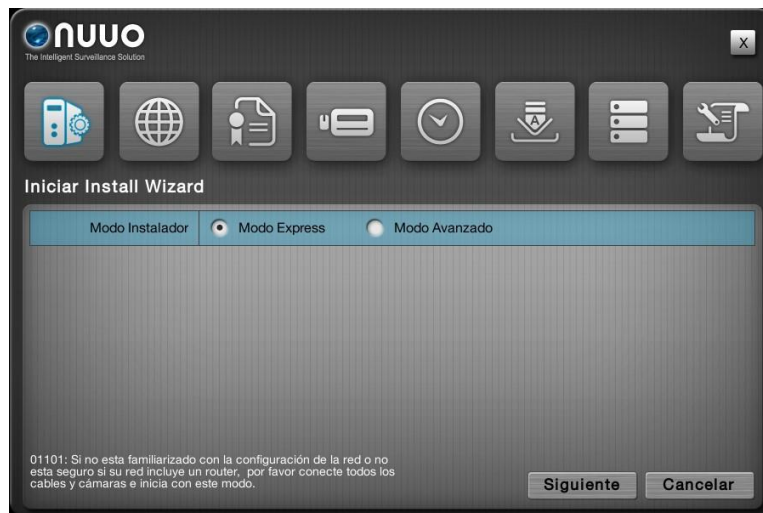 nuuo
The Intelligent Surveillance Solution
X
A
Iniciar Install Wizard
Modo Instalador
Modo Express
Modo Avanzado
01101: Si no esta familiarizado con la configuración de la red o no
esta seguro si su red incluye un router, por favor conecte todos los
cables y cámaras e inicia con este modo.
Siguiente
Cancelar